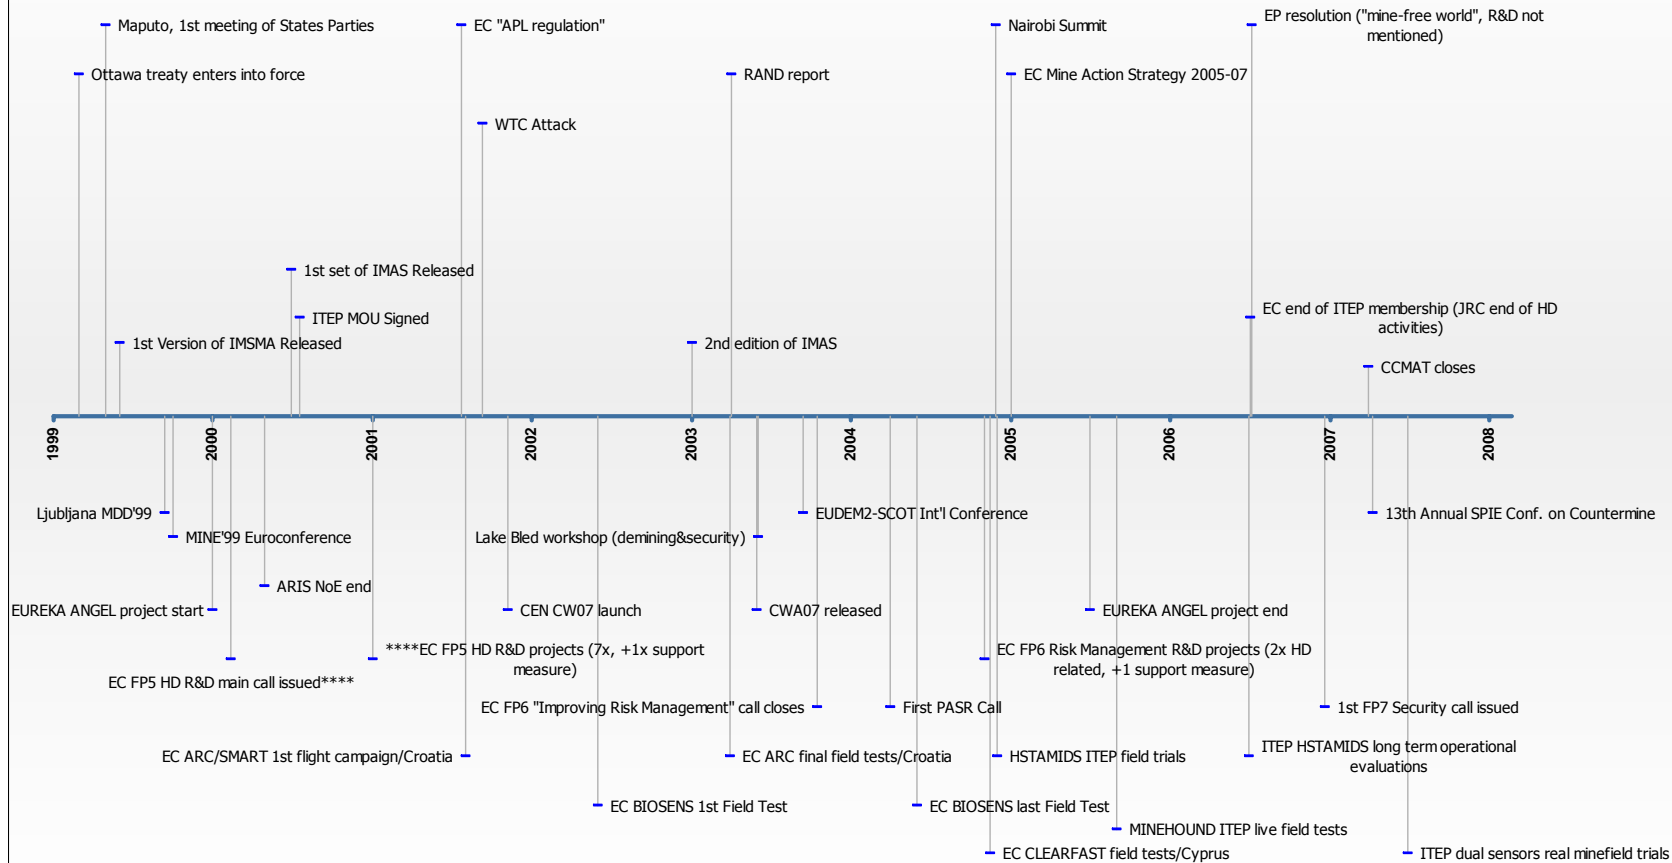 Maputo, 1st meeting of States Parties
EC "APL regulation"
Nairobi Summit
EP resolution ("mine-free world", R&D not
mentioned)
Ottawa treaty enters into force
RAND report
EC Mine Action Strategy 2005-07
WTC Attack
1st set of IMAS Released
ITEP MOU Signed
EC end of ITEP membership (JRC end of HD
activities)
1st Version of IMSMA Released
2nd edition of IMAS
CCMAT closes
1999
2000
2001
2002
2003
2004
2005
2006
2007
2008
Ljubljana MDD'99
EUDEM2-SCOT Int'l Conference
13th Annual SPIE Conf. on Countermine
MINE'99 Euroconference
Lake Bled workshop (demining&security)
ARIS NoE end
EUREKA ANGEL project start
CEN CW07 launch
CWA07 released
EUREKA ANGEL project end
****EC FP5 HD R&D projects (7x, +1x support
measure)
EC FP6 Risk Management R&D projects (2x HD
related, +1 support measure)
EC FP5 HD R&D main call issued****
EC FP6 "Improving Risk Management" call closes
First PASR Call
1st FP7 Security call issued
EC ARC/SMART 1st flight campaign/Croatia
EC ARC final field tests/Croatia
HSTAMIDS ITEP field trials
ITEP HSTAMIDS long term operational
evaluations
EC BIOSENS 1st Field Test
EC BIOSENS last Field Test
MINEHOUND ITEP live field tests
EC CLEARFAST field tests/Cyprus
ITEP dual sensors real minefield trials